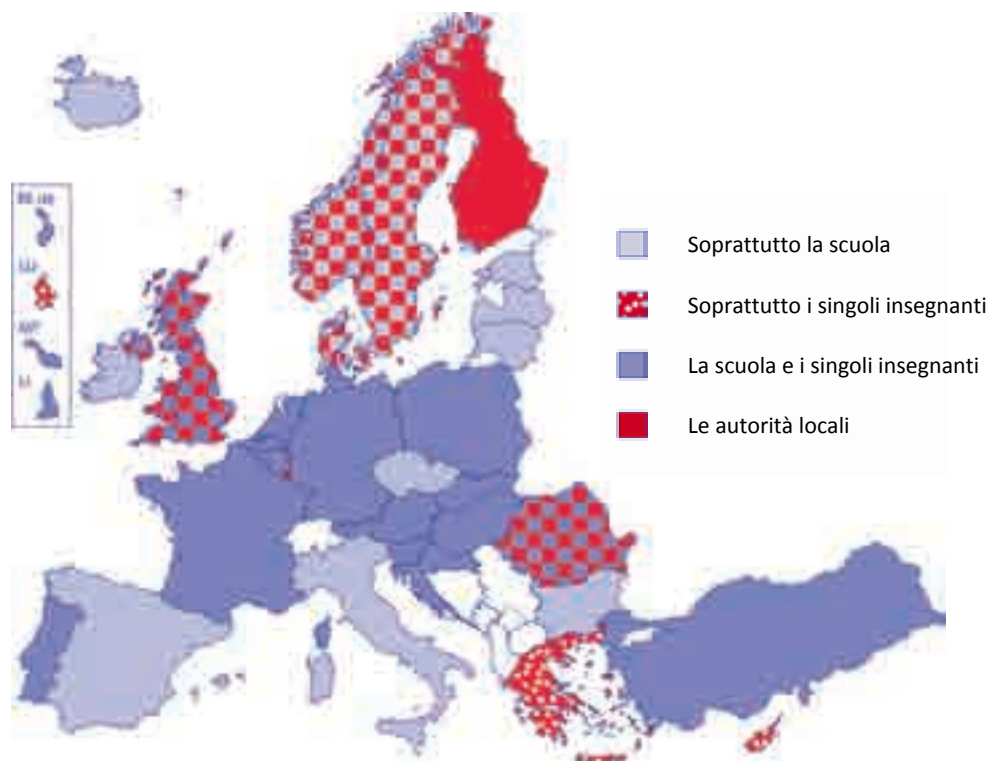 Soprattutto la scuola
Soprattutto i singoli insegnanti
La scuola e i singoli insegnanti
Le autorità locali